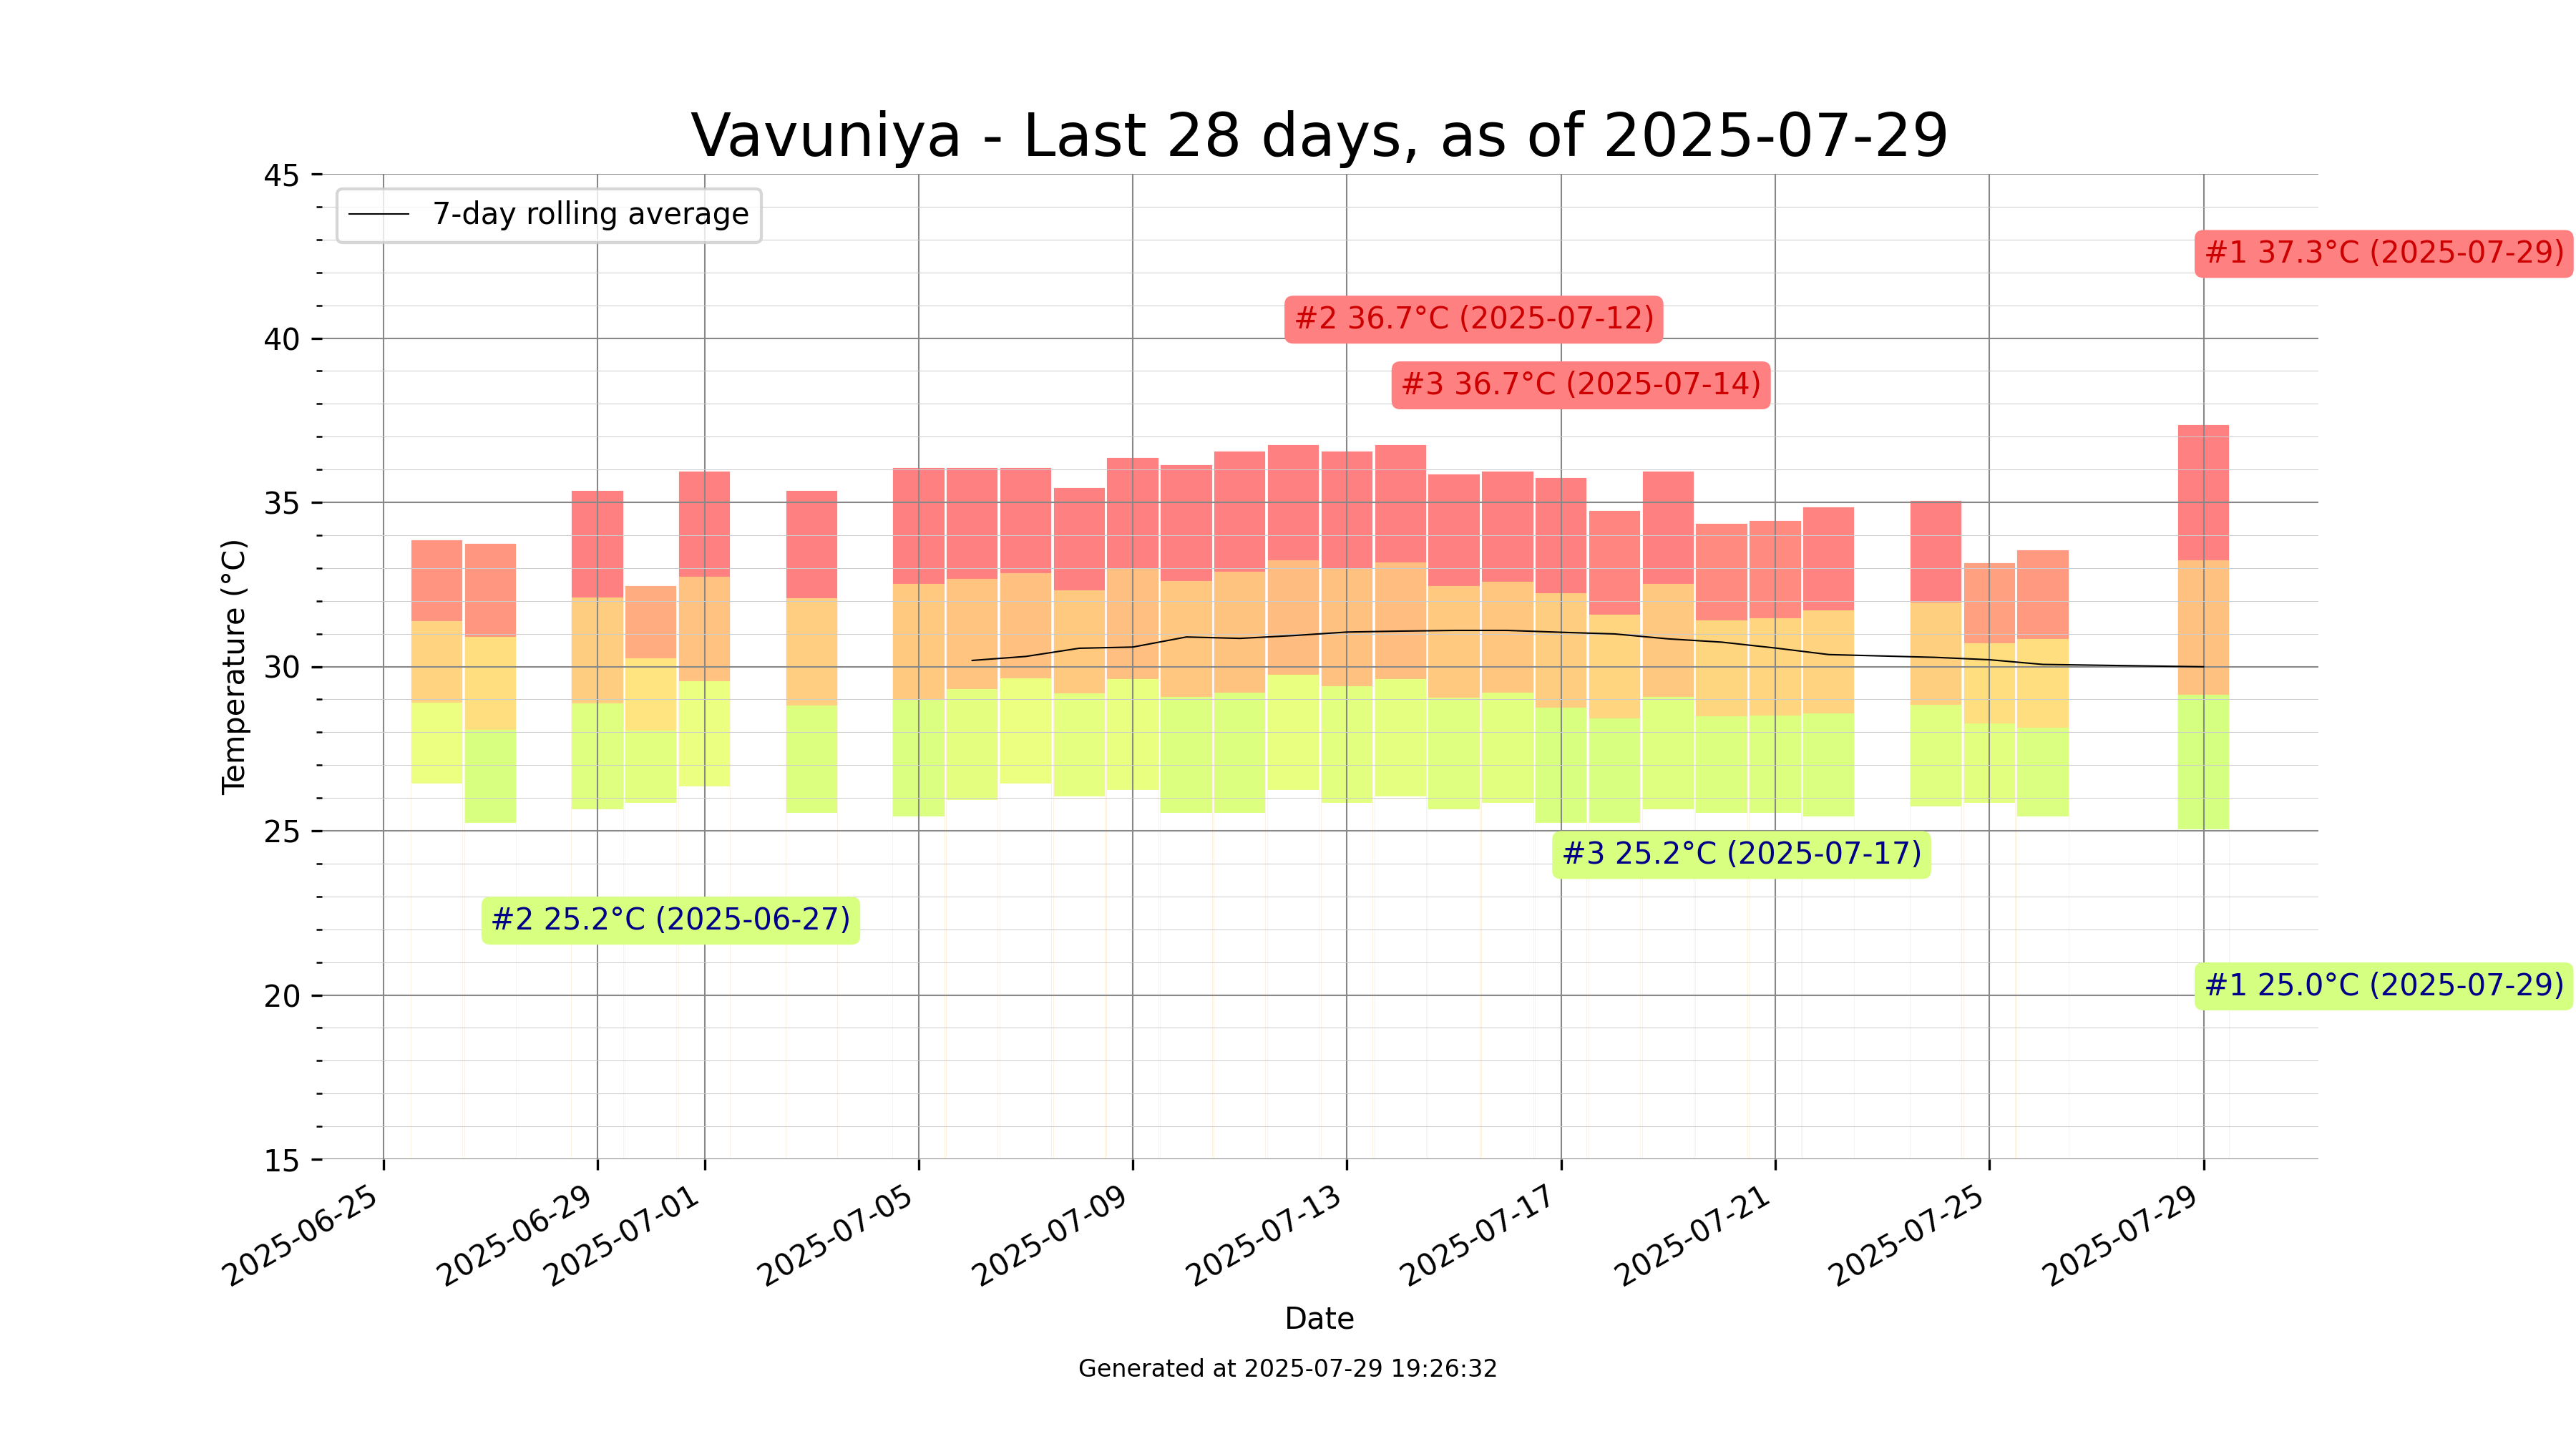 Vavuniya - Last 28 days, as of 2025-07-29
7-day rolling average
#1 37.3°C (2025-07-29)
#2 36.7°C (2025-07-12)
#3 36.7°C (2025-07-14)
#3 25.2°C (2025-07-17)
#2 25.2°C (2025-06-27)
#1 25.0°C (2025-07-29)
Temperature (°C)
45
40
35
30
25
20
15
2025-06-25
2025-06-29
2025-07-01
2025-07-05
2025-07-09
2025-07-13
2025-07-17
2025-07-21
2025-07-25
2025-07-29
Date
Generated at 2025-07-29 19:26:32